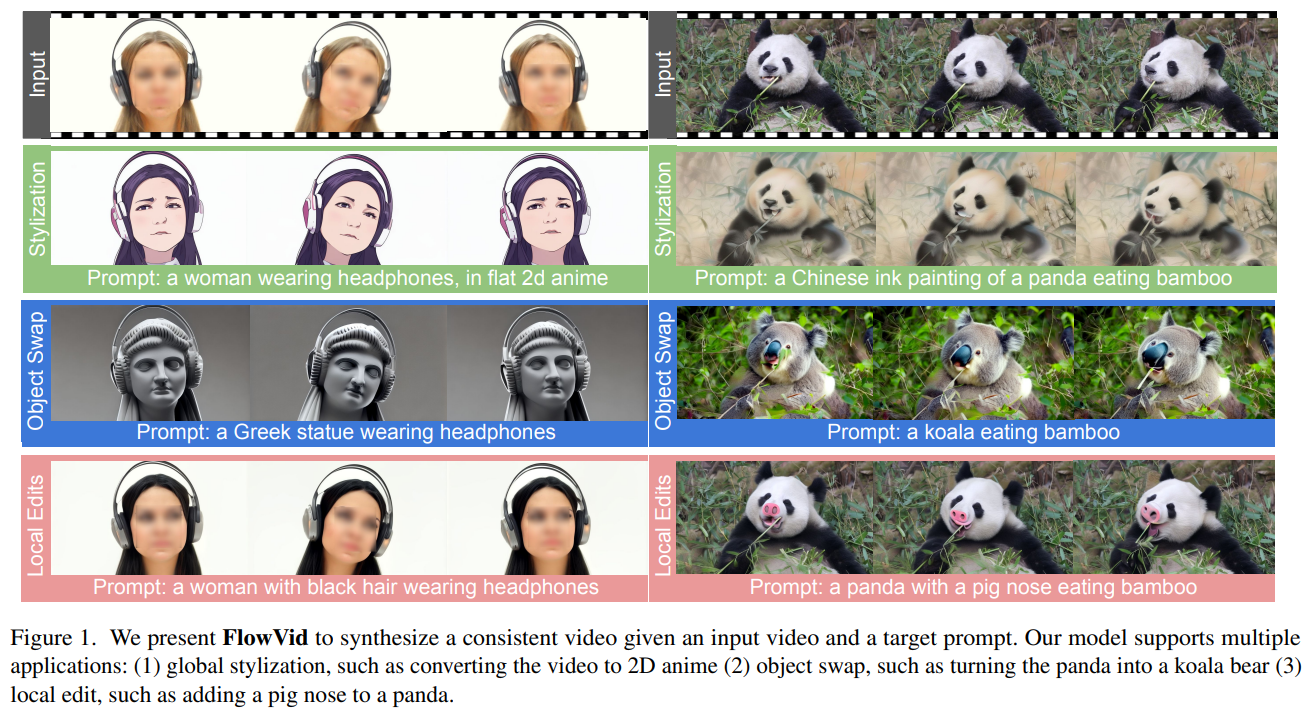 Input
Input
Stylization
Prompt: a woman wearing headphones, in flat 2d anime
Stylization
Prompt: a Chinese ink painting of a panda eating bamboo
Object Swap
Prompt: a Greek statue wearing headphones
Object Swap
Prompt: a koala eating bamboo
Local Edits
Prompt: a woman with black hair wearing headphones
Local Edits
Prompt: a panda with a pig nose eating bamboo
Figure 1. We present FlowVid to synthesize a consistent video given an input video and a target prompt. Our model supports multiple
applications: (1) global stylization, such as converting the video to 2D anime (2) object swap, such as turning the panda into a koala bear (3)
local edit, such as adding a pig nose to a panda.